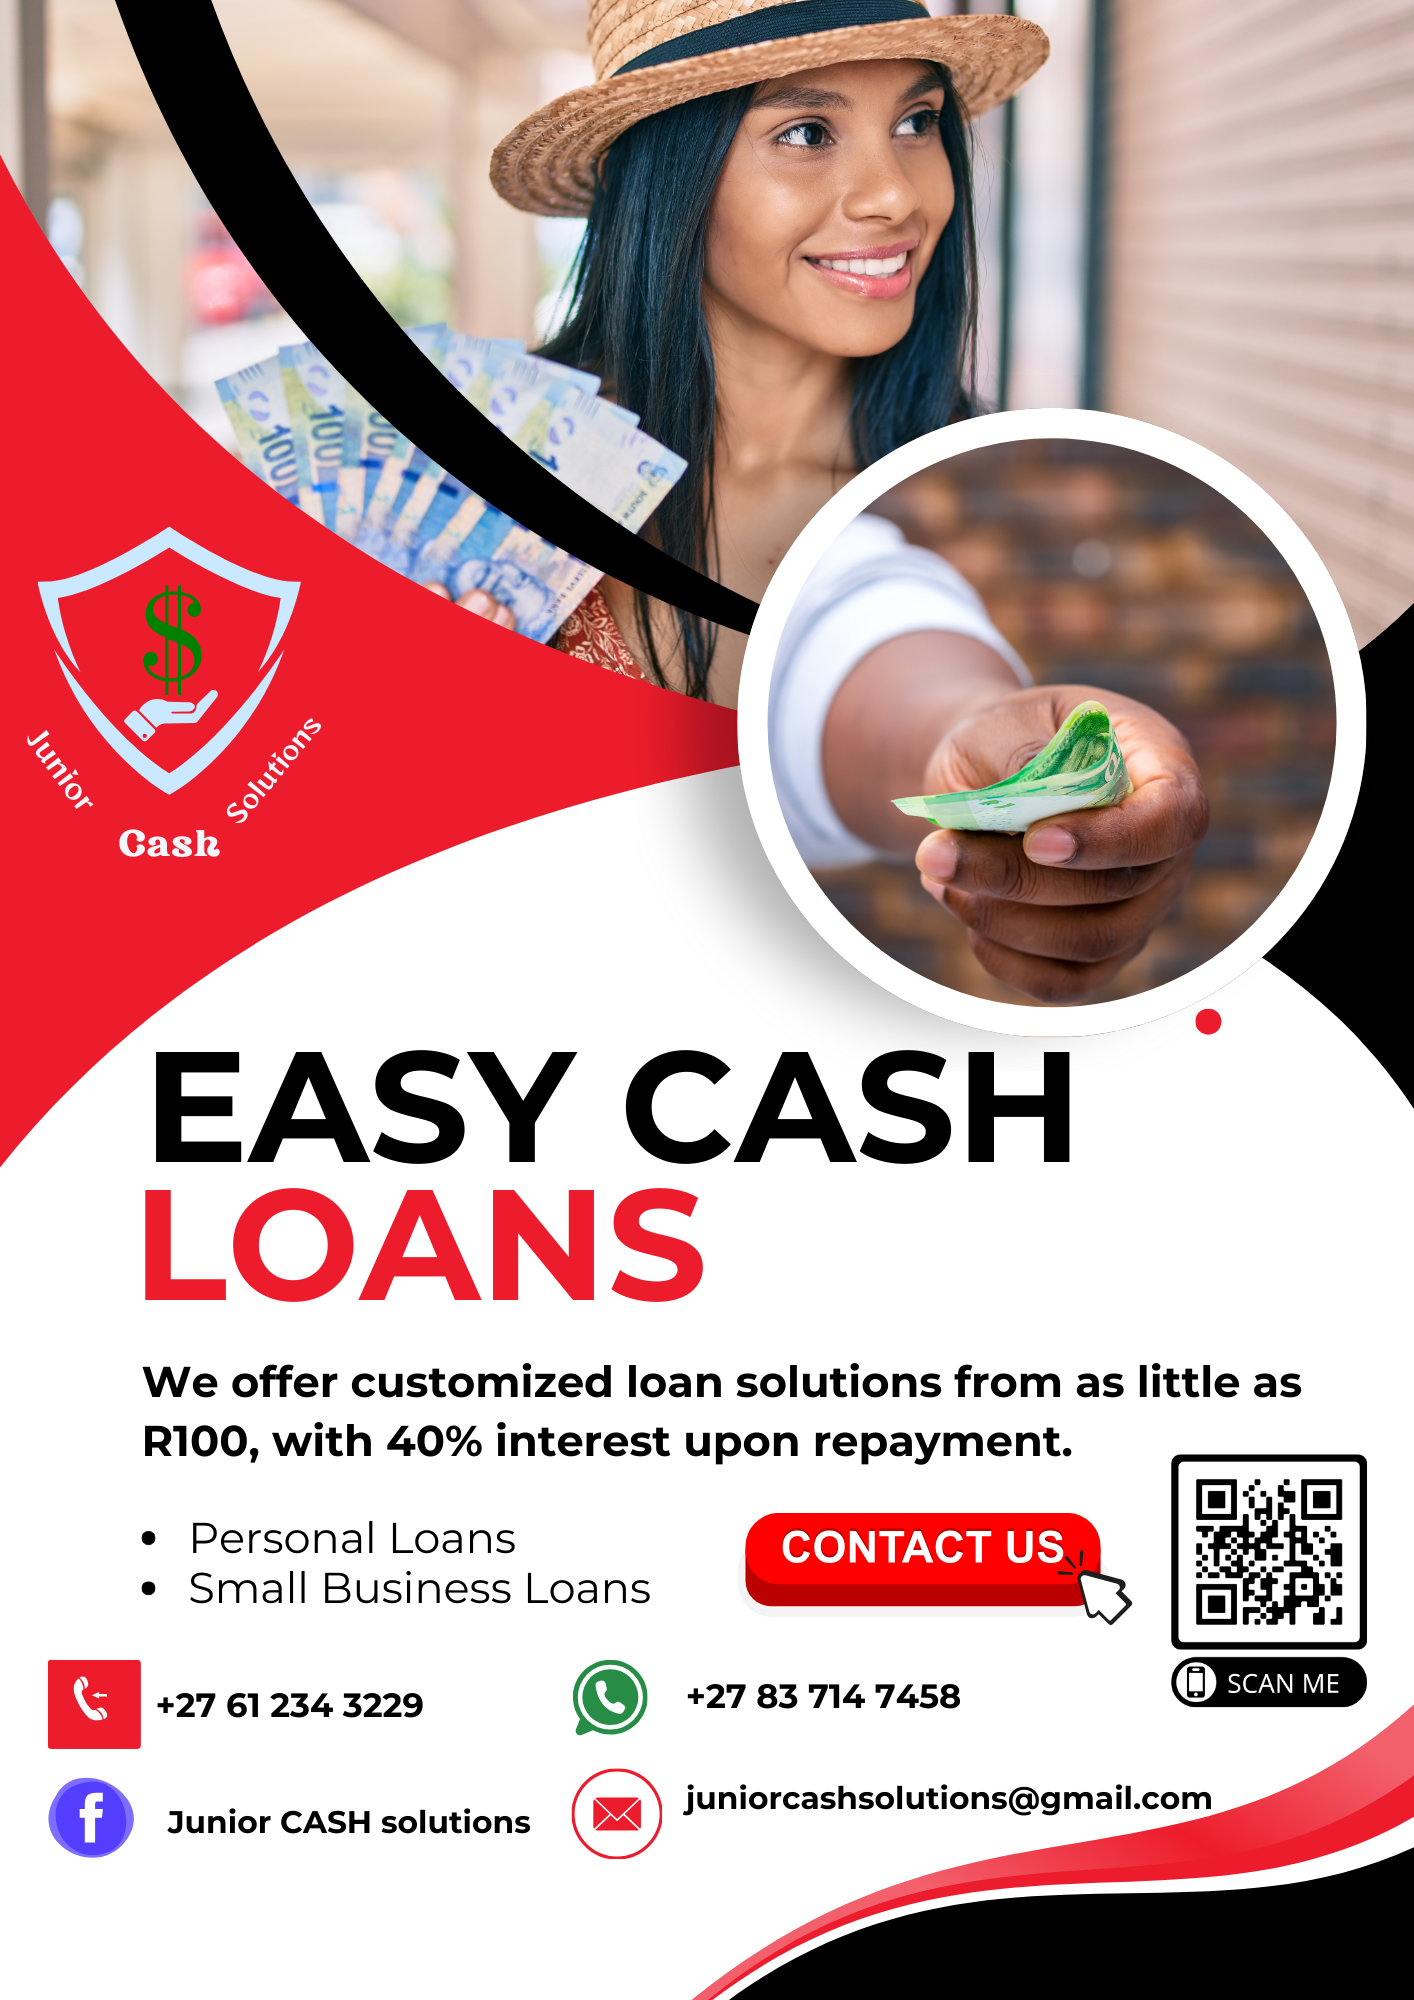 Junior
Cash
Solutions
$
100
100
EASY CASH
LOANS
We offer customized loan solutions from as little as
R100, with 40% interest upon repayment.
• Personal Loans
• Small Business Loans
CONTACT US
SCAN ME
+27 61 234 3229
+27 83 714 7458
f
Junior CASH solutions
juniorcashsolutions@gmail.com